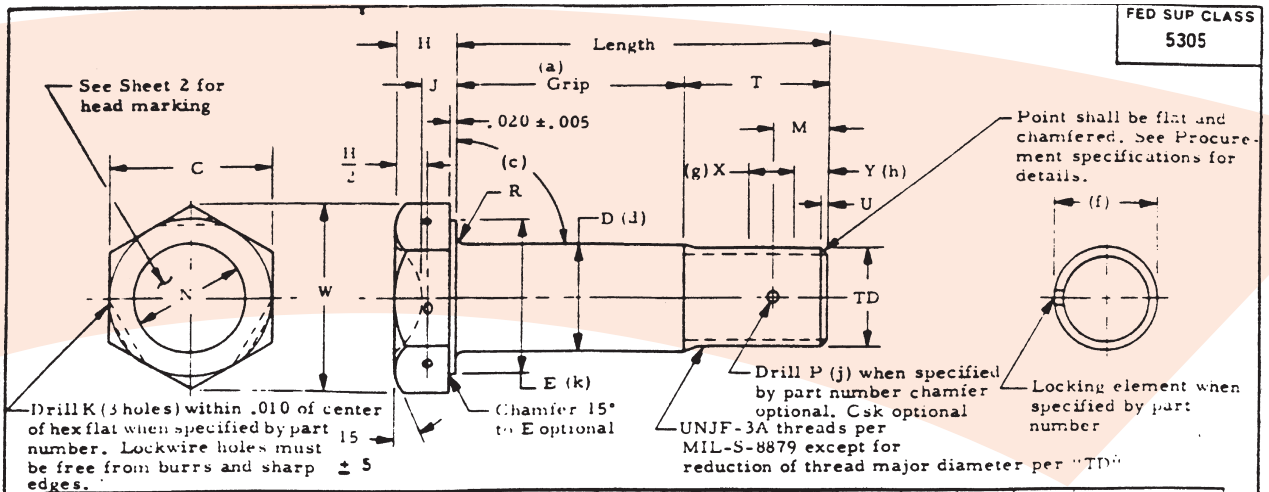 FED SUP CLASS
5305
H
Length
(a)
J
Grip
T
See Sheet 2 for
head marking
.020 ±.005
M
Point shall be flat and
chamfered. See Procure-
ment specifications for
details.
C
H
2
(c)
(g) X
Y (h)
R
U
(f)
D (d)
N
W
TD
E (k)
Drill P (j) when specified
by part number chamfer
optional. Csk optional
Locking element when
specified by part
number
Drill K (3 holes) within .010 of center
of hex flat when specified by part
number. Lockwire holes must
be free from burrs and sharp
edges.
15
± 5
Chamfer 15°
to E optional
UNJF-3A threads per
MIL-S-8879 except for
reduction of thread major diameter per "TD"